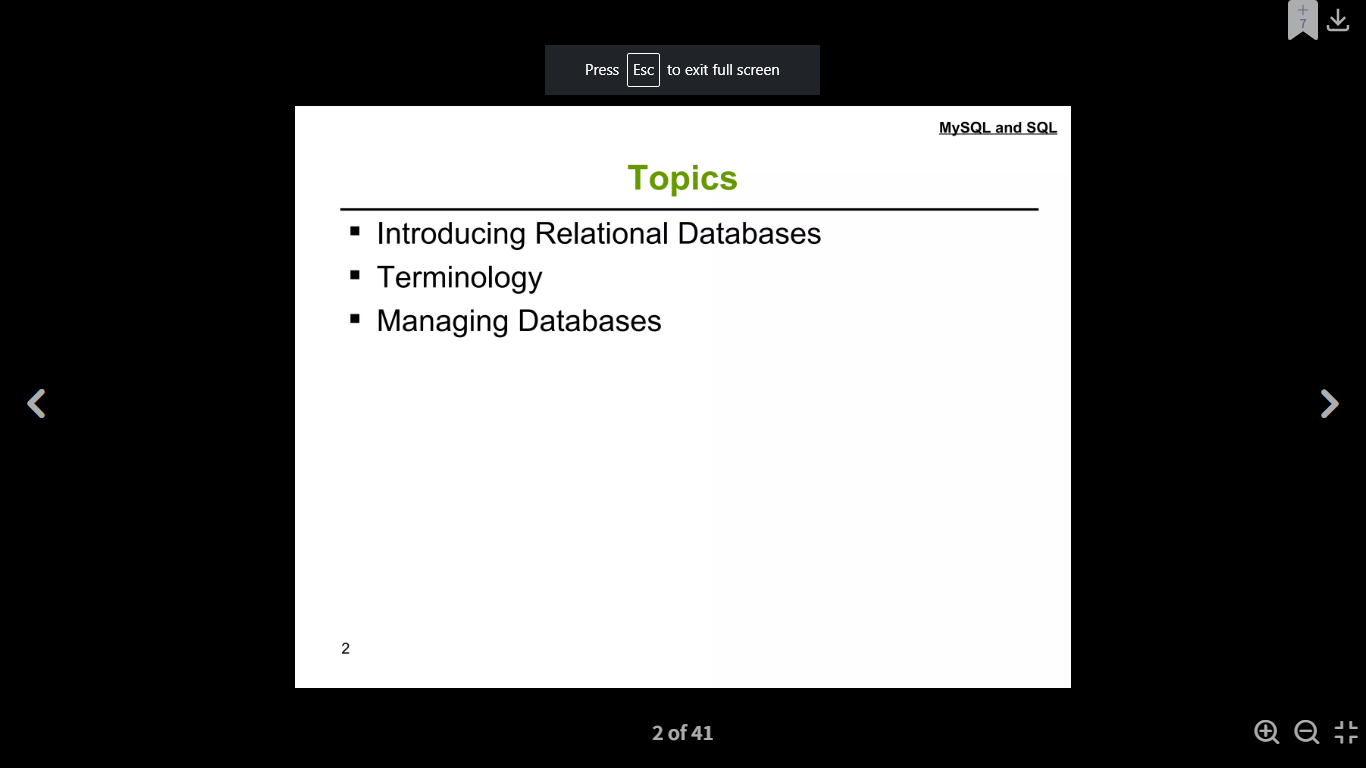 +
7
Press Esc to exit full screen
MySQL and SQL
Topics
▪ Introducing Relational Databases
▪ Terminology
▪ Managing Databases
2
2 of 41